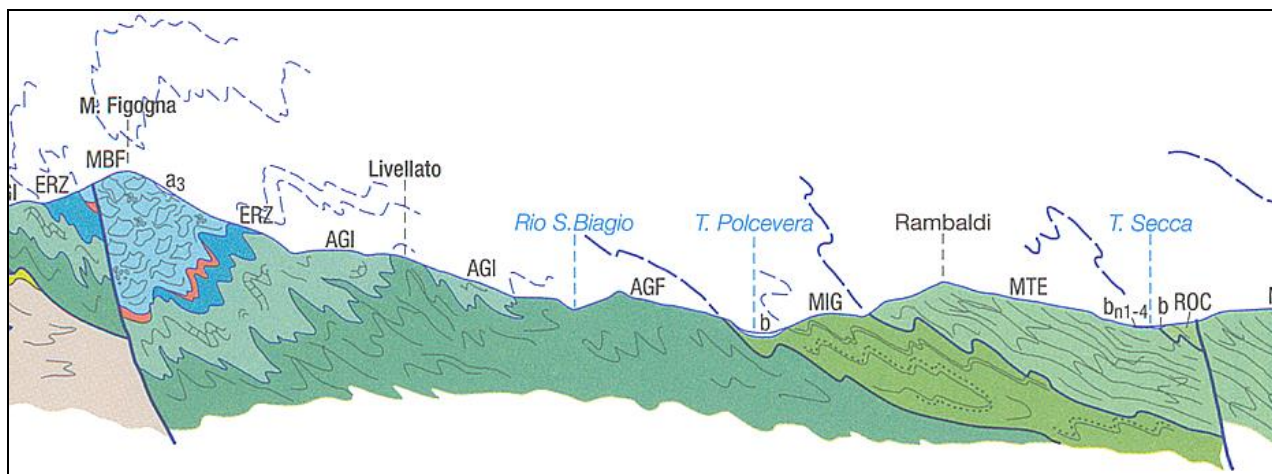 M. Figogna
MBF
a3
ERZ
ERZ
Livellato
AGI
AGI
Rio S.Biagio
AGF
T. Polcevera
b
MIG
Rambaldi
MTE
T. Secca
bn1-4
b
ROC